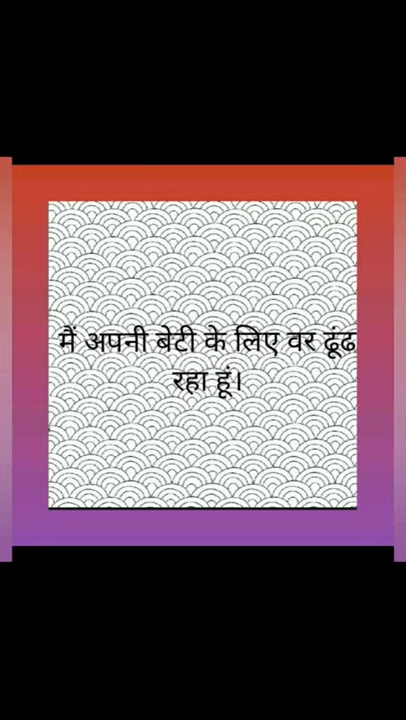 मैं अपनी बेटी के लिए वर ढूंढ
रहा हूं।